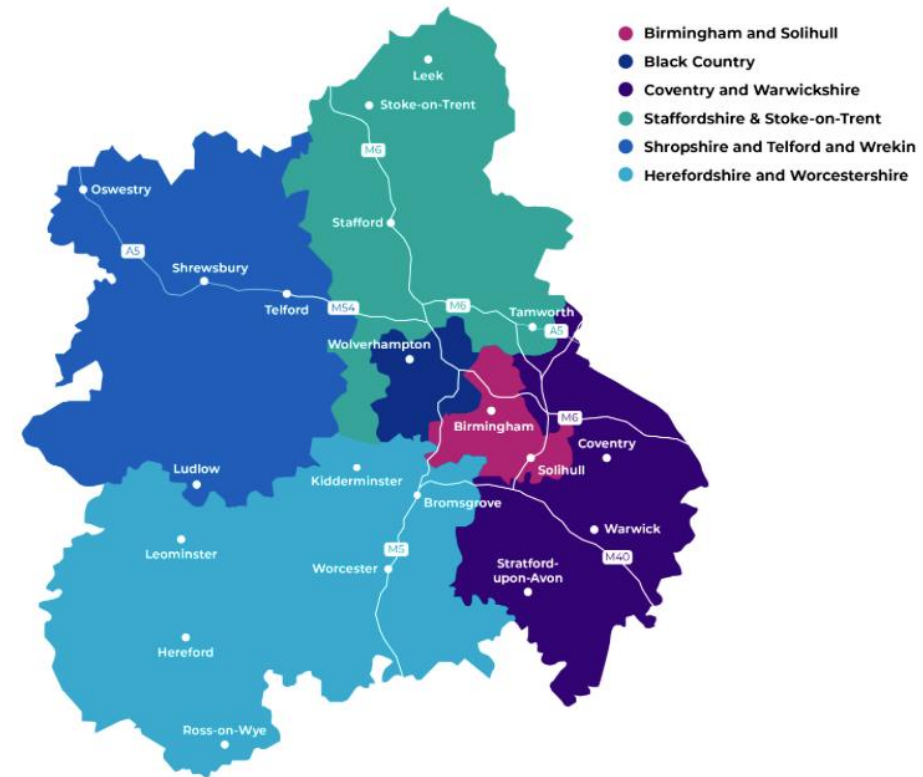 Birmingham and Solihull
Black Country
Coventry and Warwickshire
Staffordshire & Stoke-on-Trent
Shropshire and Telford and Wrekin
Herefordshire and Worcestershire
Leek
Stoke-on-Trent
M6
Oswestry
Stafford
A5
Shrewsbury
Telford
M54
M6
Tamworth
A5
Wolverhampton
M6
Birmingham
Coventry
Solihull
Ludlow
Kidderminster
Bromsgrove
Warwick
Leominster
M5
M40
Worcester
Stratford-
upon-Avon
Hereford
Ross-on-Wye